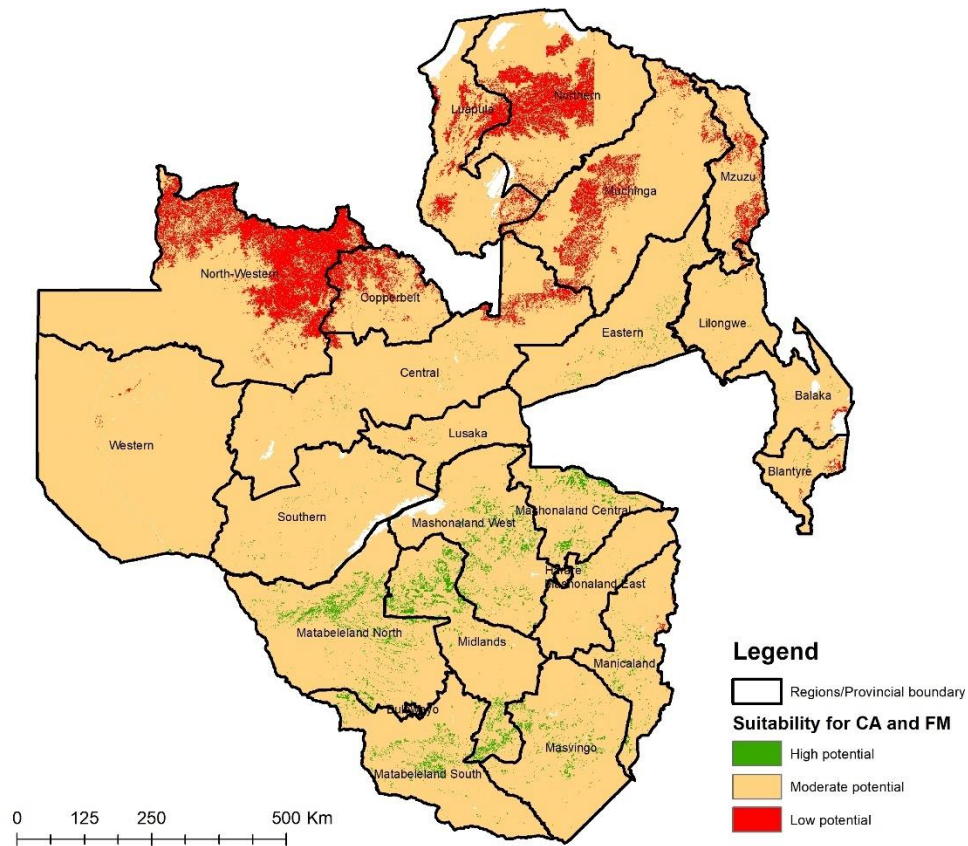 Northern
Luapula
Muchinga
Mzuzu
North-Western
Copperbelt
Eastern
Lilongwe
Central
Balaka
Lusaka
Western
Blantyre
Southern
Mashonaland West
Mashonaland Central
Harare
Mashonaland East
Matabeleland North
Midlands
Manicaland
Bulawayo
Masvingo
Matabeleland South
Legend
Regions/Provincial boundary
Suitability for CA and FM
High potential
Moderate potential
Low potential
0 125 250 500 Km